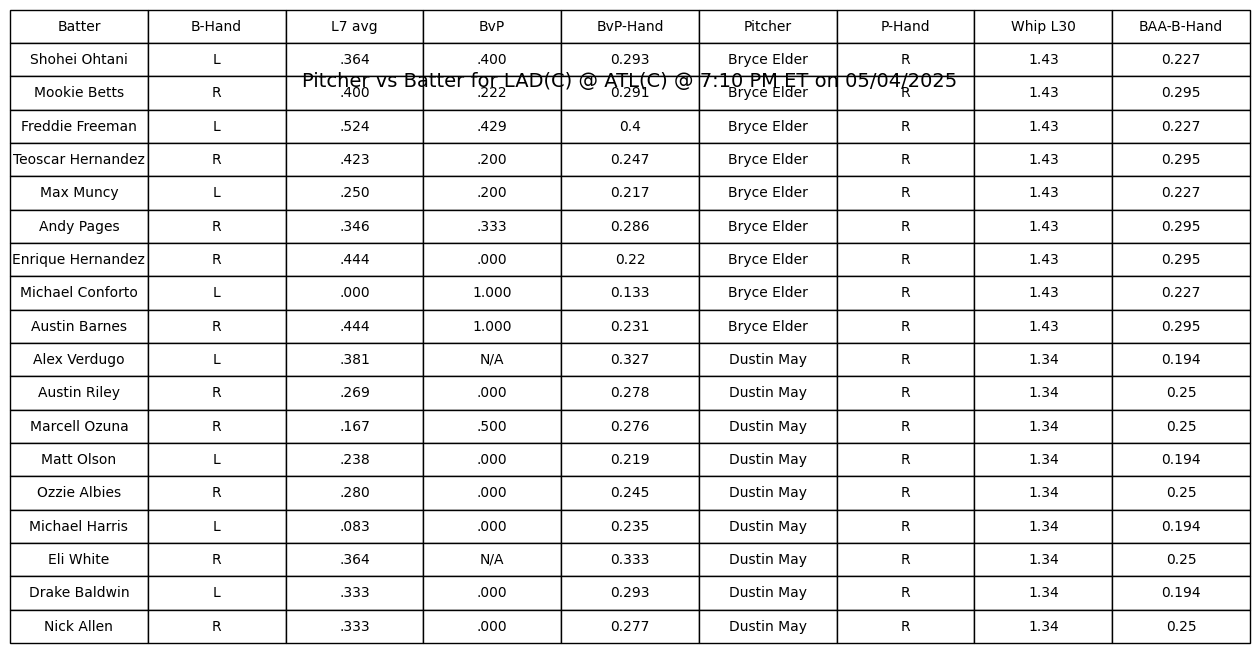 Batter B-Hand L7 avg BvP BvP-Hand Pitcher P-Hand Whip L30 BAA-B-Hand
Shohei Ohtani L .364 .400 0.293 Bryce Elder R 1.43 0.227
Pitcher vs Batter for LAD(C) @ ATL(C) @ 7:10 PM ET on 05/04/2025
Mookie Betts R .400 .222 0.291 Bryce Elder R 1.43 0.295
Freddie Freeman L .524 .429 0.4 Bryce Elder R 1.43 0.227
Teoscar Hernandez R .423 .200 0.247 Bryce Elder R 1.43 0.295
Max Muncy L .250 .200 0.217 Bryce Elder R 1.43 0.227
Andy Pages R .346 .333 0.286 Bryce Elder R 1.43 0.295
Enrique Hernandez R .444 .000 0.22 Bryce Elder R 1.43 0.295
Michael Conforto L .000 1.000 0.133 Bryce Elder R 1.43 0.227
Austin Barnes R .444 1.000 0.231 Bryce Elder R 1.43 0.295
Alex Verdugo L .381 N/A 0.327 Dustin May R 1.34 0.194
Austin Riley R .269 .000 0.278 Dustin May R 1.34 0.25
Marcell Ozuna R .167 .500 0.276 Dustin May R 1.34 0.25
Matt Olson L .238 .000 0.219 Dustin May R 1.34 0.194
Ozzie Albies R .280 .000 0.245 Dustin May R 1.34 0.25
Michael Harris L .083 .000 0.235 Dustin May R 1.34 0.194
Eli White R .364 N/A 0.333 Dustin May R 1.34 0.25
Drake Baldwin L .333 .000 0.293 Dustin May R 1.34 0.194
Nick Allen R .333 .000 0.277 Dustin May R 1.34 0.25